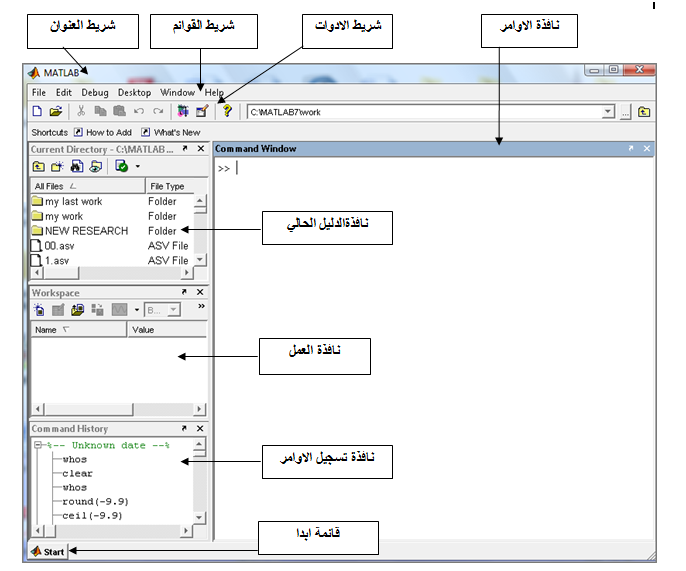 شريط العنوان
شريط القوائم
شريط الادوات
نافذة الاوامر
MATLAB
File Edit Debug Desktop Window Help
C:\MATLAB7\work
...
Shortcuts How to Add What's New
Current Directory - C:\MATLAB...
All Files File Type
my last work Folder
my work Folder
NEW RESEARCH Folder
00.asv ASV File
1.asv ASV File
نافذةالدليل الحالي
Workspace
B...
Name Value
نافذة العمل
Command History
%-- Unknown date --%
whos
clear
whos
round(-9.9)
ceil(-9.9)
نافذة تسجيل الاوامر
Command Window
>>
قائمة ابدا
Start